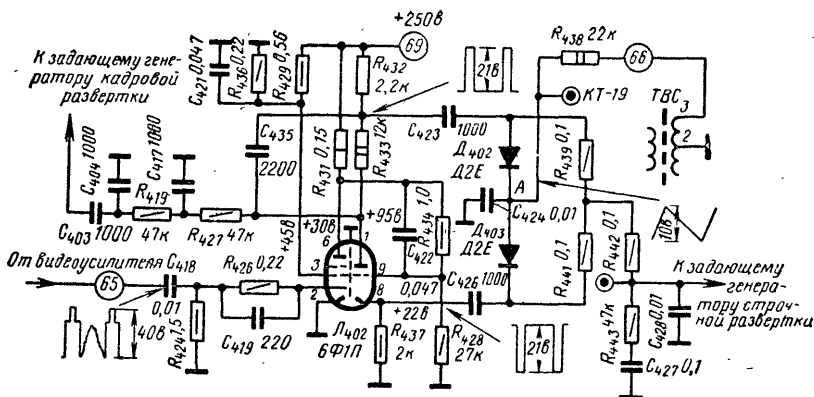 +250в
К задающему гене-
ратору кадровой
развертки
C421 0,047
R436 0,22
R429 0,56
69
R432
2,2к
21в
R438 22к
66
КТ-19
ТВС
3
2
C404 1000
C417 1000
C435
2200
R431 0,15
R433 12к
C423
1000
Д402
Д2Е
R439 0,1
R419
47к
C403 1000
R427 47к
+45в
+30в
+95в
R434 1,0
C422
0,047
A
C424 0,01
Д403
Д2Е
10в
От видеоусилителя
65
C418
0,01
R426 0,22
6
1
3
9
2
8
+22в
C426 1000
R441 0,1
R442 0,1
К задающему
генера-
тору строч-
ной развертки
40в
R424 1,5
C419 220
Л402
6Ф1П
R437
2к
R428
27к
21в
R443 47к
C428 0,01
C427 0,1